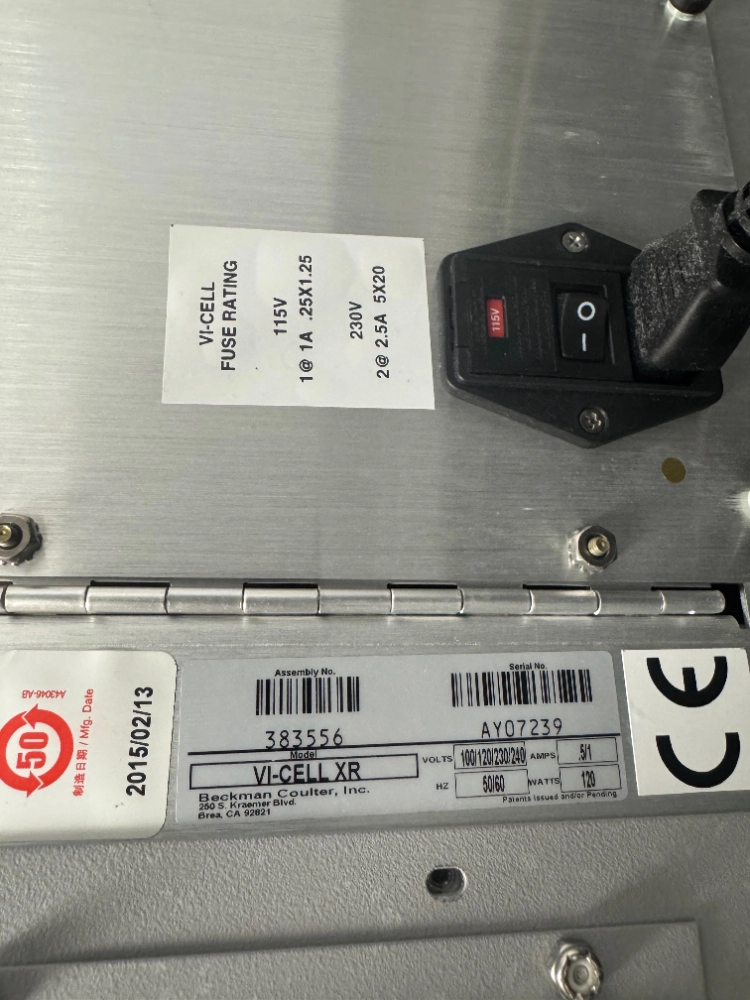 VI-CELL
FUSE RATING
115V
1@ 1A .25X1.25
230V
2@ 2.5A 5X20
115V
O
I
A43046-AB
50
制造日期 / Mfg. Date
2015/02/13
Assembly No.
383556
Serial No.
AY07239
Model
VI-CELL XR
VOLTS 100/120/230/240 AMPS .5/1
HZ 50/60 WATTS 120
Patents Issued and/or Pending
Beckman Coulter, Inc.
250 S. Kraemer Blvd.
Brea, CA 92821
CE